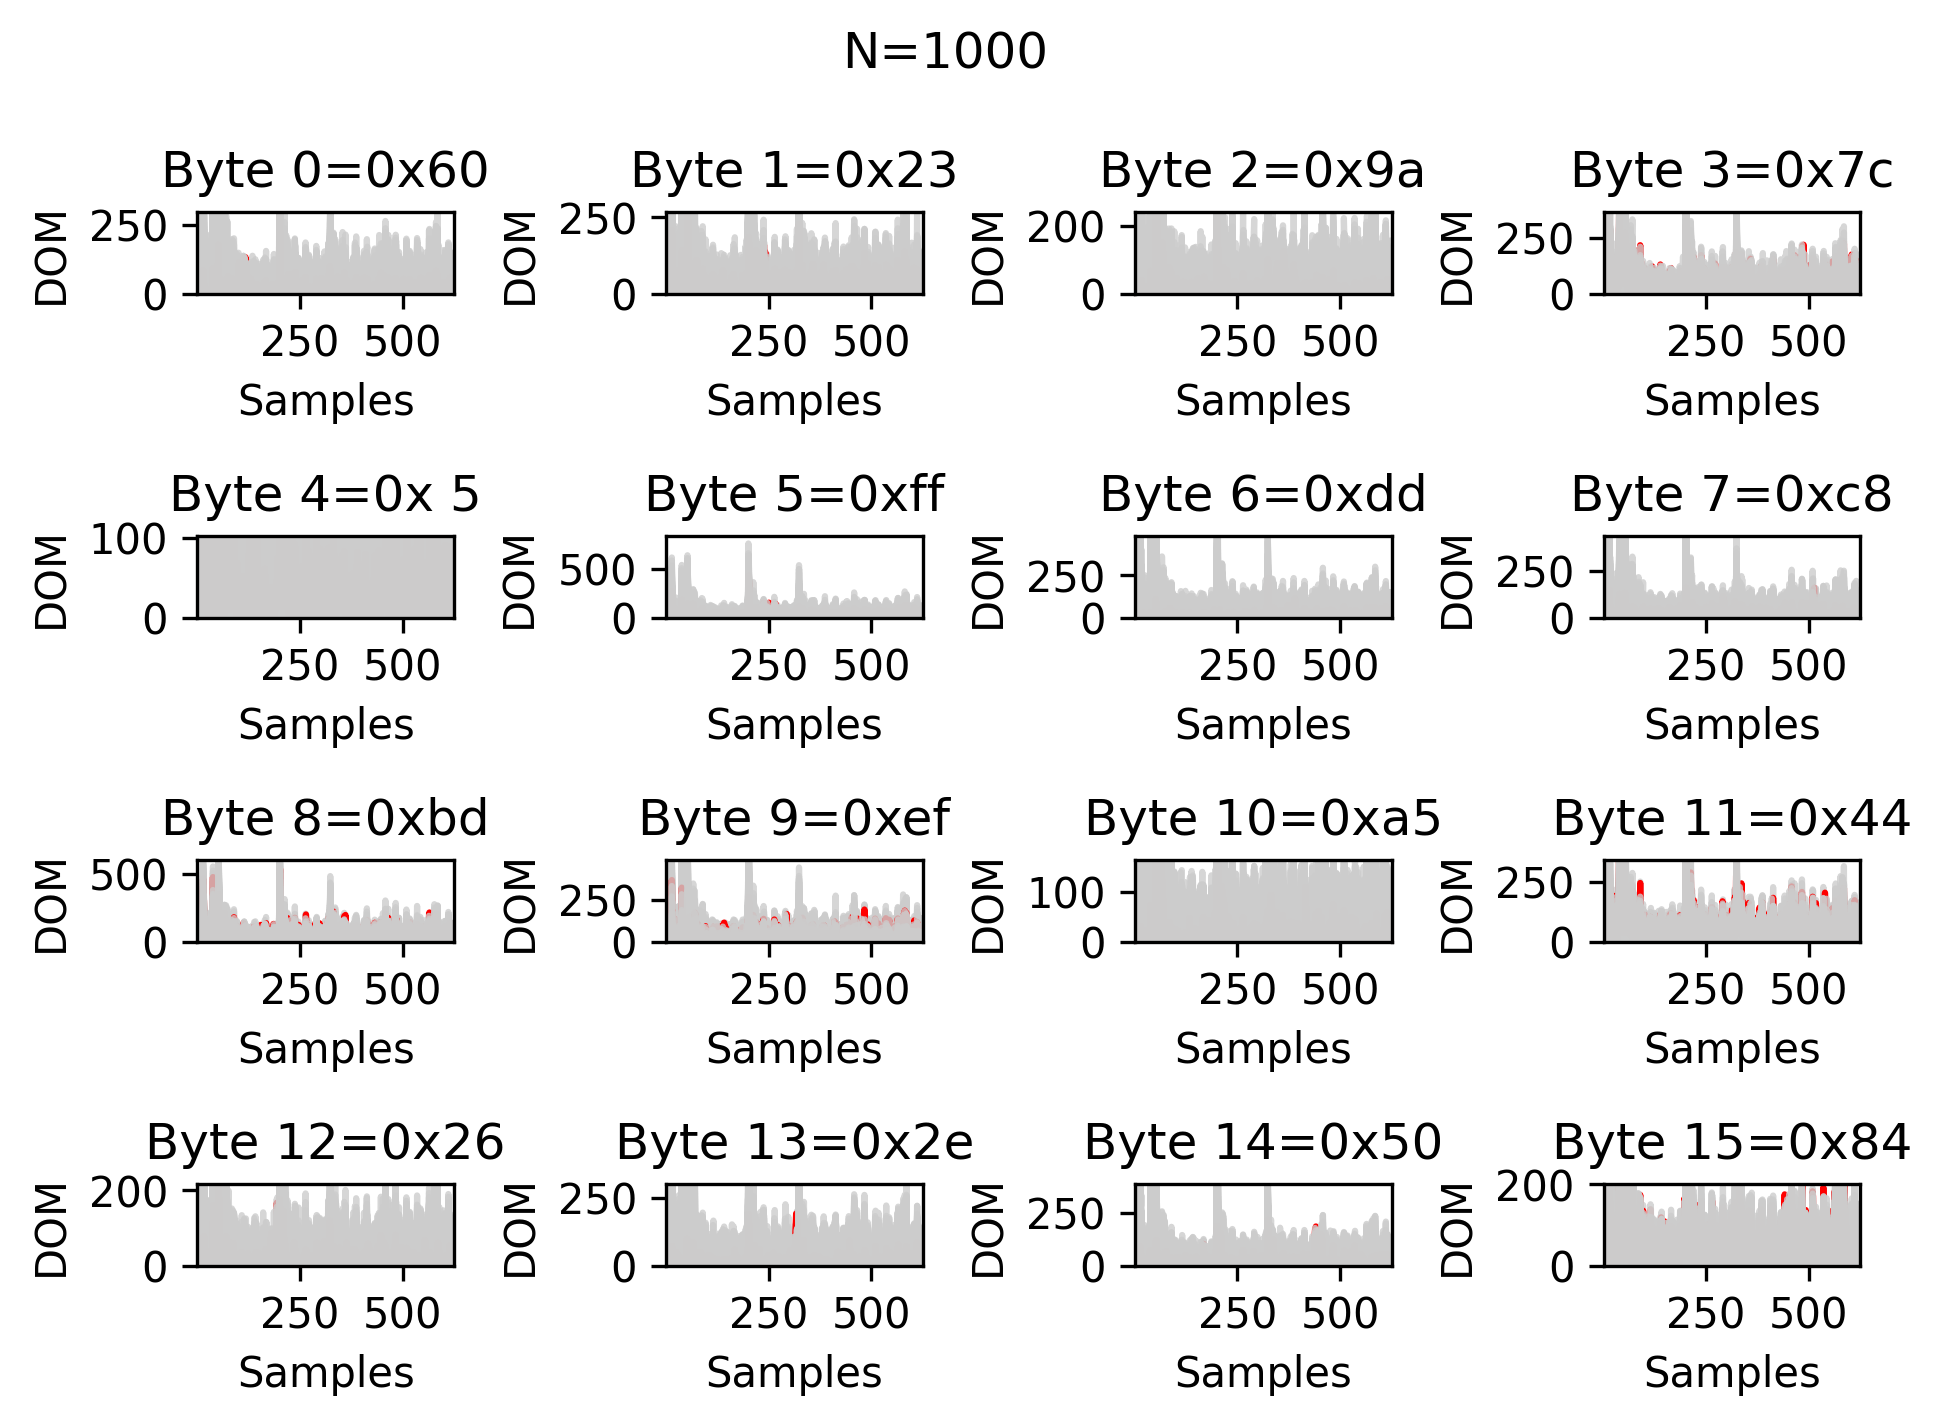 N=1000
Byte 0=0x60 Byte 1=0x23 Byte 2=0x9a Byte 3=0x7c
DOM 250 0 DOM 250 0 DOM 200 0 DOM 250 0
250 500 250 500 250 500 250 500
Samples Samples Samples Samples
Byte 4=0x 5 Byte 5=0xff Byte 6=0xdd Byte 7=0xc8
DOM 100 0 DOM 500 0 DOM 250 0 DOM 250 0
250 500 250 500 250 500 250 500
Samples Samples Samples Samples
Byte 8=0xbd Byte 9=0xef Byte 10=0xa5 Byte 11=0x44
DOM 500 0 DOM 250 0 DOM 100 0 DOM 250 0
250 500 250 500 250 500 250 500
Samples Samples Samples Samples
Byte 12=0x26 Byte 13=0x2e Byte 14=0x50 Byte 15=0x84
DOM 200 0 DOM 250 0 DOM 250 0 DOM 200 0
250 500 250 500 250 500 250 500
Samples Samples Samples Samples